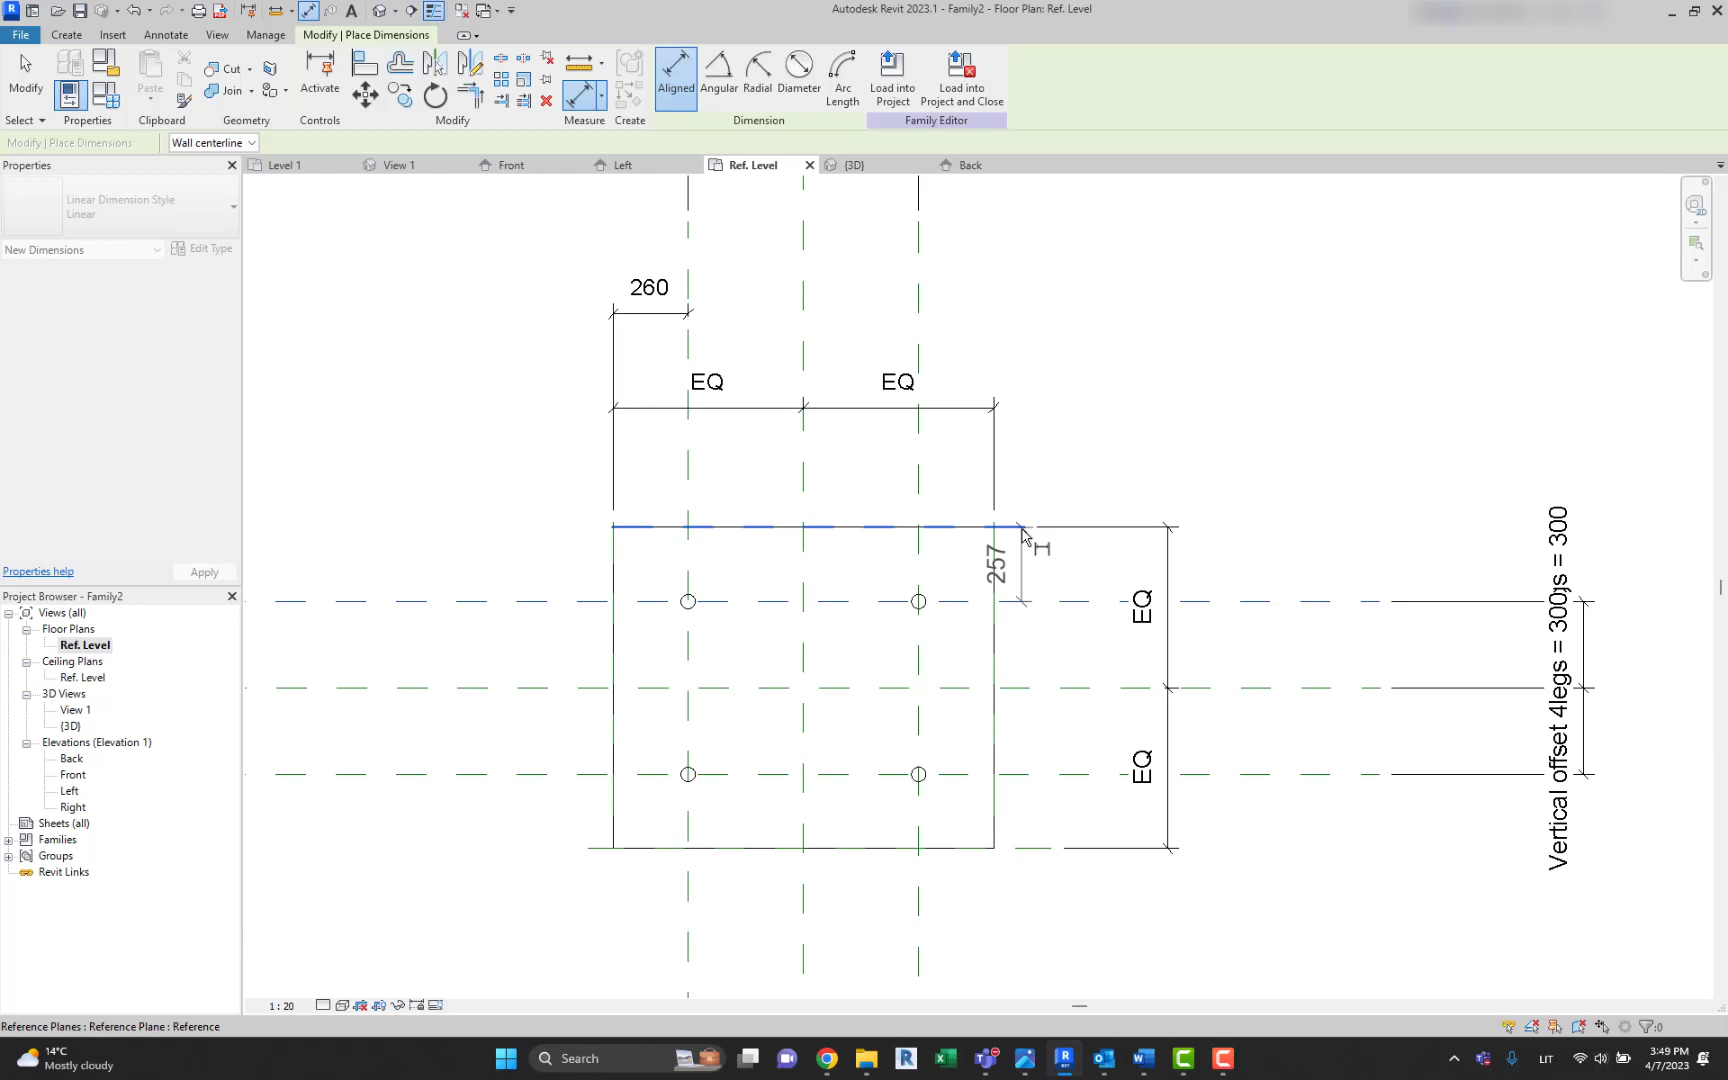 Autodesk Revit 2023.1 - Family2 - Floor Plan: Ref. Level
File Create Insert Annotate View Manage Modify | Place Dimensions
Modify Paste Cut Join Activate Aligned Angular Radial Diameter Arc Length Load into Project Load into Project and Close
Select Properties Clipboard Geometry Controls Modify Measure Create Dimension Family Editor
Modify | Place Dimensions Wall centerline
Properties
Level 1 View 1 Front Left Ref. Level {3D} Back
Linear Dimension Style
Linear
New Dimensions Edit Type
2D
260
EQ EQ
257
EQ
EQ
Vertical offset 4legs = 300
gs = 300
Properties help Apply
Project Browser - Family2
Views (all)
Floor Plans
Ref. Level
Ceiling Plans
Ref. Level
3D Views
View 1
{3D}
Elevations (Elevation 1)
Back
Front
Left
Right
Sheets (all)
Families
Groups
Revit Links
1 : 20
Reference Planes : Reference Plane : Reference
:0
14°C
Mostly cloudy
Search
LIT
3:49 PM
4/7/2023